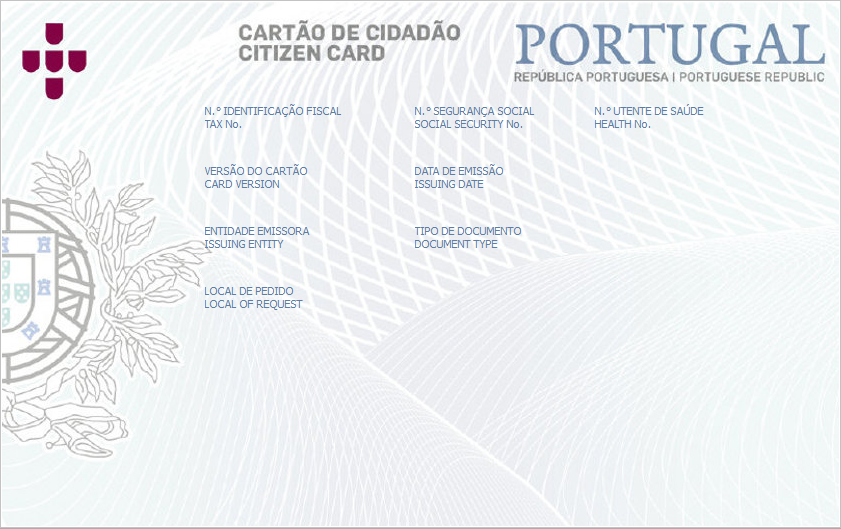 CARTÃO DE CIDADÃO
CITIZEN CARD
PORTUGAL
REPÚBLICA PORTUGUESA | PORTUGUESE REPUBLIC
N.º IDENTIFICAÇÃO FISCAL
TAX No.
N.º SEGURANÇA SOCIAL
SOCIAL SECURITY No.
N.º UTENTE DE SAÚDE
HEALTH No.
VERSÃO DO CARTÃO
CARD VERSION
DATA DE EMISSÃO
ISSUING DATE
ENTIDADE EMISSORA
ISSUING ENTITY
TIPO DE DOCUMENTO
DOCUMENT TYPE
LOCAL DE PEDIDO
LOCAL OF REQUEST